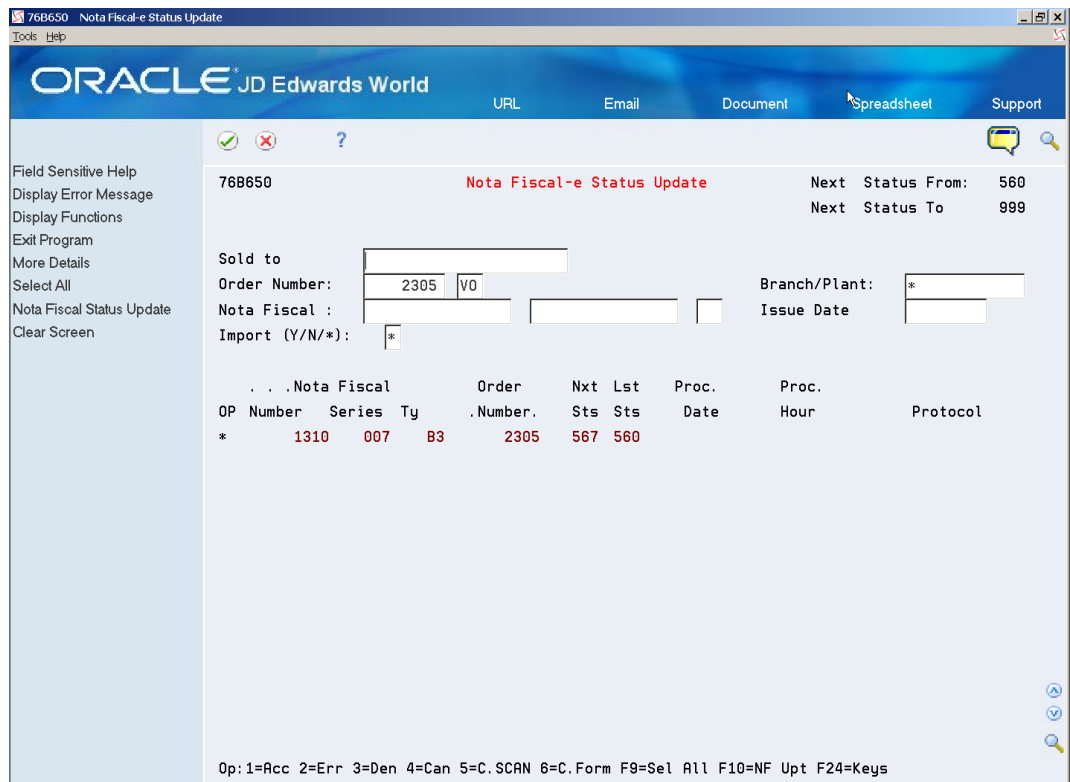 76B650 Nota Fiscal-e Status Update
Tools Help
ORACLE JD Edwards World
URL Email Document Spreadsheet Support
?
Field Sensitive Help
Display Error Message
Display Functions
Exit Program
More Details
Select All
Nota Fiscal Status Update
Clear Screen
76B650 Nota Fiscal-e Status Update Next Status From: 560
Next Status To 999
Sold to
Order Number: 2305 VO Branch/Plant: *
Nota Fiscal : Issue Date
Import (Y/N/*): *
. . .Nota Fiscal Order Nxt Lst Proc. Proc.
OP Number Series Ty .Number. Sts Sts Date Hour Protocol
* 1310 007 B3 2305 567 560
Op:1=Acc 2=Err 3=Den 4=Can 5=C.SCAN 6=C.Form F9=Sel All F10=NF Upt F24=Keys